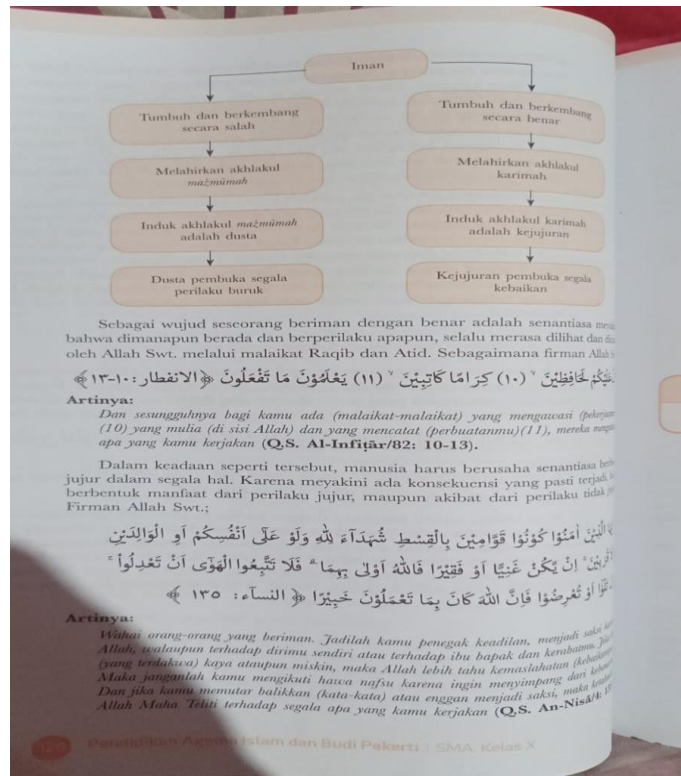 Iman
Tumbuh dan berkembang
secara salah
Tumbuh dan berkembang
secara benar
Melahirkan akhlakul
mażmūmah
Melahirkan akhlakul
karimah
Induk akhlakul mażmūmah
adalah dusta
Induk akhlakul karimah
adalah kejujuran
Dusta pembuka segala
perilaku buruk
Kejujuran pembuka segala
kebaikan
Sebagai wujud seseorang beriman dengan benar adalah senantiasa
bahwa dimanapun berada dan berperilaku apapun, selalu merasa dilihat dan
oleh Allah Swt. melalui malaikat Raqib dan Atid. Sebagaimana firman Allah
عَلَيْكُمْ لَحَافِظِيْنَ ۙ (١٠) كِرَامًا كَاتِبِيْنَ ۙ (١١) يَعْلَمُوْنَ مَا تَفْعَلُوْنَ ﴿الانفطار: ١٠-١٣﴾
Artinya:
Dan sesungguhnya bagi kamu ada (malaikat-malaikat) yang mengawasi
(10) yang mulia (di sisi Allah) dan yang mencatat (perbuatanmu)(11), mereka
apa yang kamu kerjakan (Q.S. Al-Infiṭār/82: 10-13).
Dalam keadaan seperti tersebut, manusia harus berusaha senantiasa
jujur dalam segala hal. Karena meyakini ada konsekuensi yang pasti terjadi,
berbentuk manfaat dari perilaku jujur, maupun akibat dari perilaku tidak
Firman Allah Swt.;
الَّذِيْنَ اٰمَنُوْا كُوْنُوْا قَوَّامِيْنَ بِالْقِسْطِ شُهَدَاۤءَ لِلّٰهِ وَلَوْ عَلٰٓى اَنْفُسِكُمْ اَوِ الْوَالِدَيْنِ
اِنْ يَّكُنْ غَنِيًّا اَوْ فَقِيْرًا فَاللّٰهُ اَوْلٰى بِهِمَاۗ فَلَا تَتَّبِعُوا الْهَوٰٓى اَنْ تَعْدِلُوْاۚ
اَوْ تُعْرِضُوْا فَاِنَّ اللّٰهَ كَانَ بِمَا تَعْمَلُوْنَ خَبِيْرًا ﴿النسآء: ١٣٥﴾
Artinya:
Wahai orang-orang yang beriman. Jadilah kamu penegak keadilan, menjadi saksi
Allah, walaupun terhadap dirimu sendiri atau terhadap ibu bapak dan kerabatmu.
(yang terdakwa) kaya ataupun miskin, maka Allah lebih tahu kemaslahatan
Maka janganlah kamu mengikuti hawa nafsu karena ingin menyimpang dari
Dan jika kamu memutar balikkan (kata-kata) atau enggan menjadi saksi, maka
Allah Maha Teliti terhadap segala apa yang kamu kerjakan (Q.S. An-Nisā/4:
Pendidikan Agama Islam dan Budi Pekerti SMA Kelas X